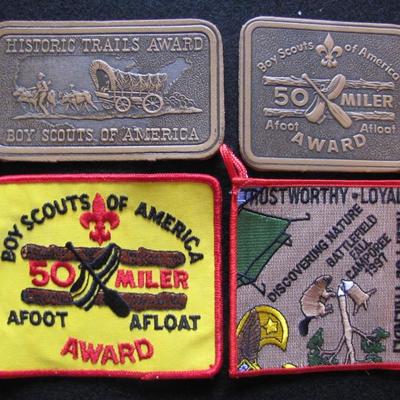 HISTORIC TRAILS AWARD
BOY SCOUTS OF AMERICA
Boy Scouts of America
50 MILER
Afoot Afloat
AWARD
BOY SCOUTS OF AMERICA
50 MILER
AFOOT AFLOAT
AWARD
TRUSTWORTHY - LOYAL
DISCOVERING NATURE
BATTLEFIELD
FALL
CAMPOREE
1997